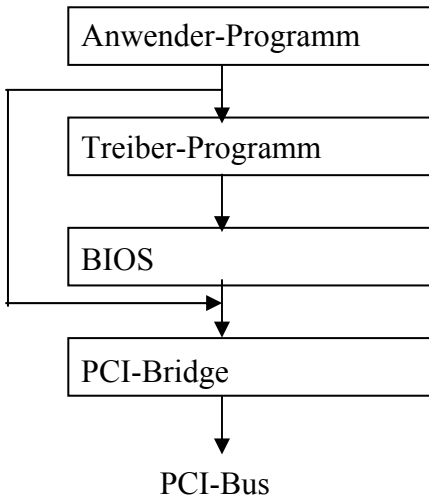 Anwender-Programm
Treiber-Programm
BIOS
PCI-Bridge
PCI-Bus